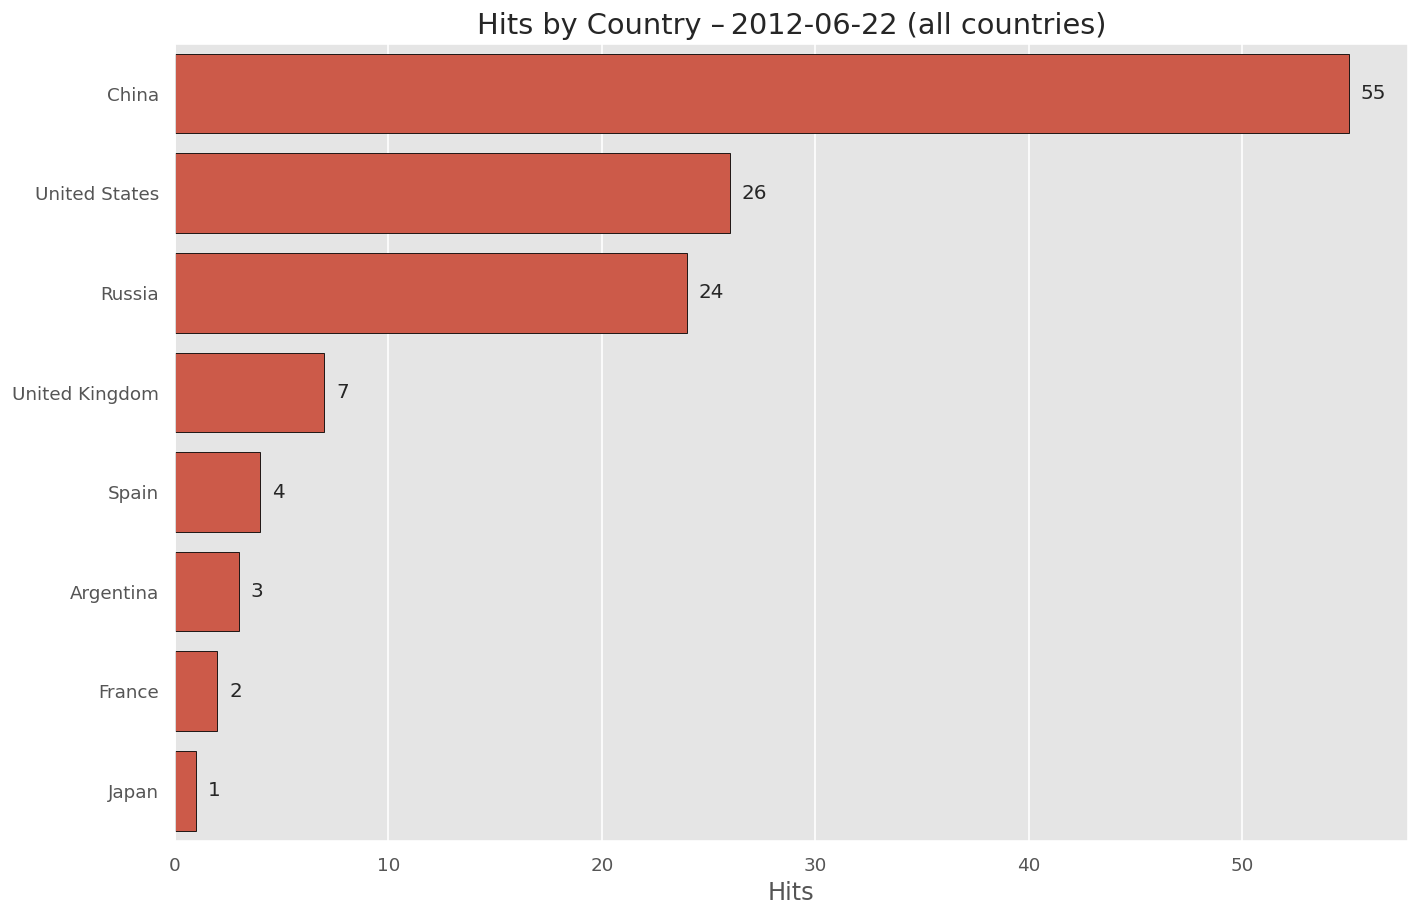 Hits by Country – 2012-06-22 (all countries)
China 55
United States 26
Russia 24
United Kingdom 7
Spain 4
Argentina 3
France 2
Japan 1
0 10 20 30 40 50
Hits